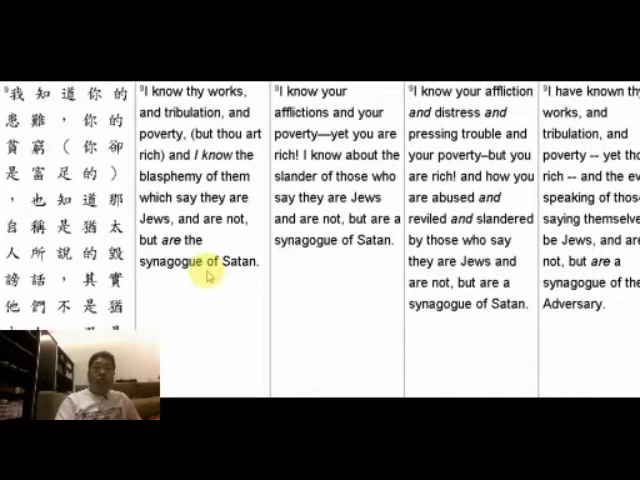 ⁹我知道你的
患難，你的
貧窮（你卻
是富足的）
，也知道那
自稱是猶太
人所說的毀
謗話，其實
他們不是猶
⁹I know thy works,
and tribulation, and
poverty, (but thou art
rich) and I know the
blasphemy of them
which say they are
Jews, and are not,
but are the
synagogue of Satan.
⁹I know your
afflictions and your
poverty—yet you are
rich! I know about the
slander of those who
say they are Jews
and are not, but are a
synagogue of Satan.
⁹I know your affliction
and distress and
pressing trouble and
your poverty–but you
are rich! and how you
are abused and
reviled and slandered
by those who say
they are Jews and
are not, but are a
synagogue of Satan.
⁹I have known thy
works, and
tribulation, and
poverty -- yet tho
rich -- and the ev
speaking of those
saying themselve
be Jews, and are
not, but are a
synagogue of the
Adversary.